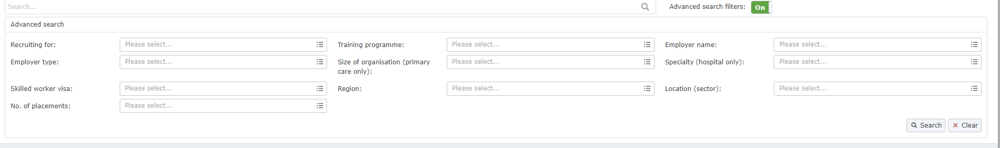 Search...
Advanced search filters: On
Advanced search
Recruiting for: Please select... Training programme: Please select... Employer name: Please select...
Employer type: Please select... Size of organisation (primary care only): Please select... Specialty (hospital only): Please select...
Skilled worker visa: Please select... Region: Please select... Location (sector): Please select...
No. of placements: Please select...
Search Clear